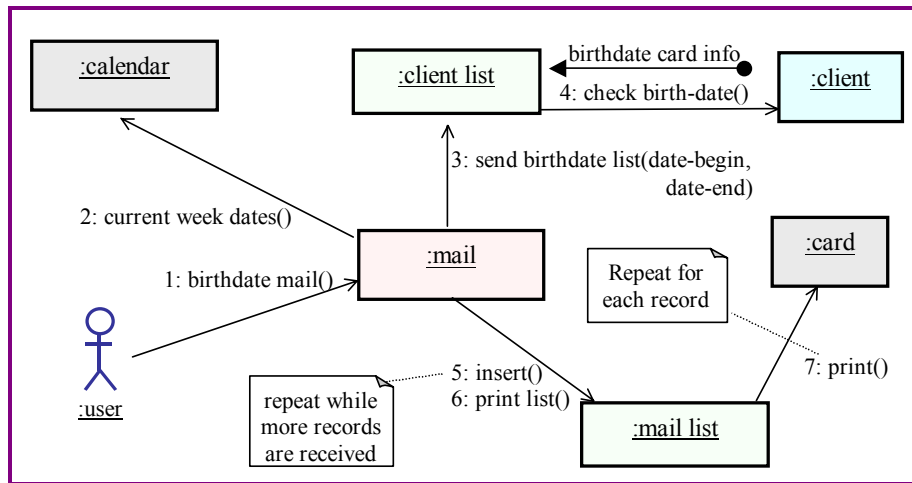 :calendar
:client list
birthdate card info
:client
4: check birth-date()
3: send birthdate list(date-begin,
date-end)
2: current week dates()
:mail
:card
1: birthdate mail()
Repeat for
each record
:user
5: insert()
6: print list()
7: print()
repeat while
more records
are received
:mail list